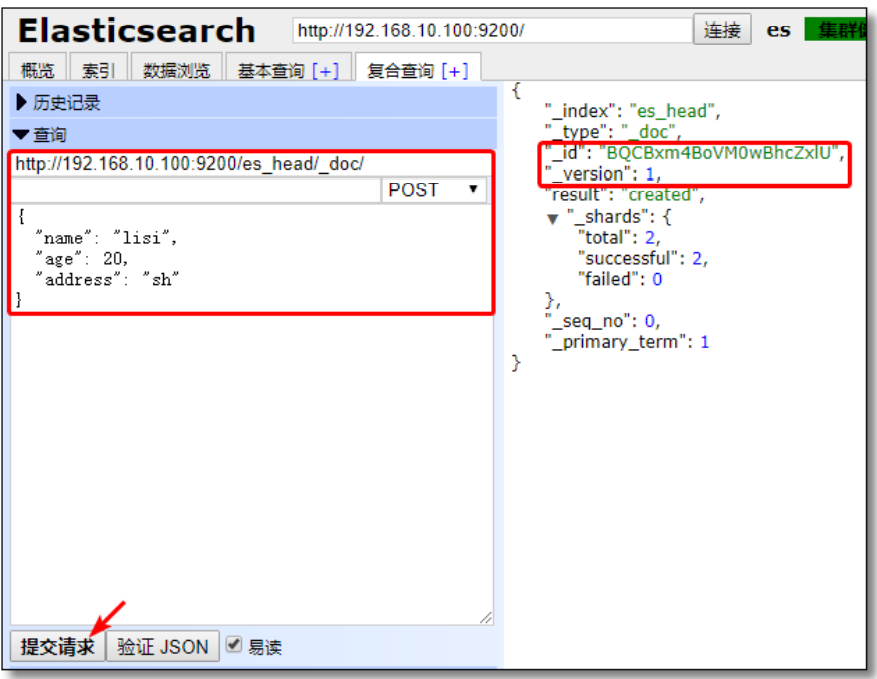 Elasticsearch
http://192.168.10.100:9200/
连接
es
集群健
概览
索引
数据浏览
基本查询 [+]
复合查询 [+]
▶ 历史记录
▼ 查询
http://192.168.10.100:9200/es_head/_doc/
POST ▼
{
"name": "lisi",
"age": 20,
"address": "sh"
}
提交请求
验证 JSON
易读
{
"_index": "es_head",
"_type": "_doc",
"_id": "BQCBxm4BoVM0wBhcZxlU",
"_version": 1,
"result": "created",
▼ "_shards": {
"total": 2,
"successful": 2,
"failed": 0
},
"_seq_no": 0,
"_primary_term": 1
}